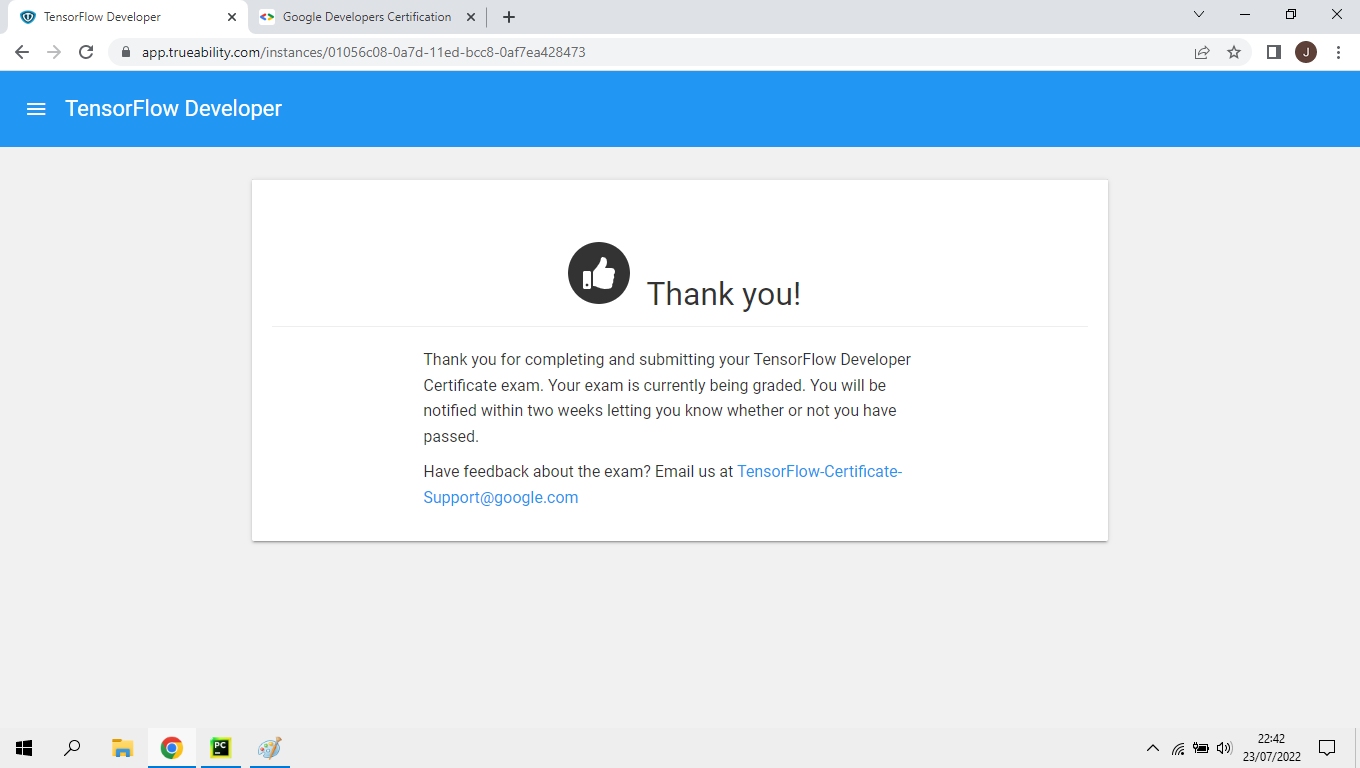 TensorFlow Developer
Google Developers Certification
app.trueability.com/instances/01056c08-0a7d-11ed-bcc8-0af7ea428473
J
TensorFlow Developer
Thank you!
Thank you for completing and submitting your TensorFlow Developer
Certificate exam. Your exam is currently being graded. You will be
notified within two weeks letting you know whether or not you have
passed.
Have feedback about the exam? Email us at TensorFlow-Certificate-
Support@google.com
PC
22:42
23/07/2022